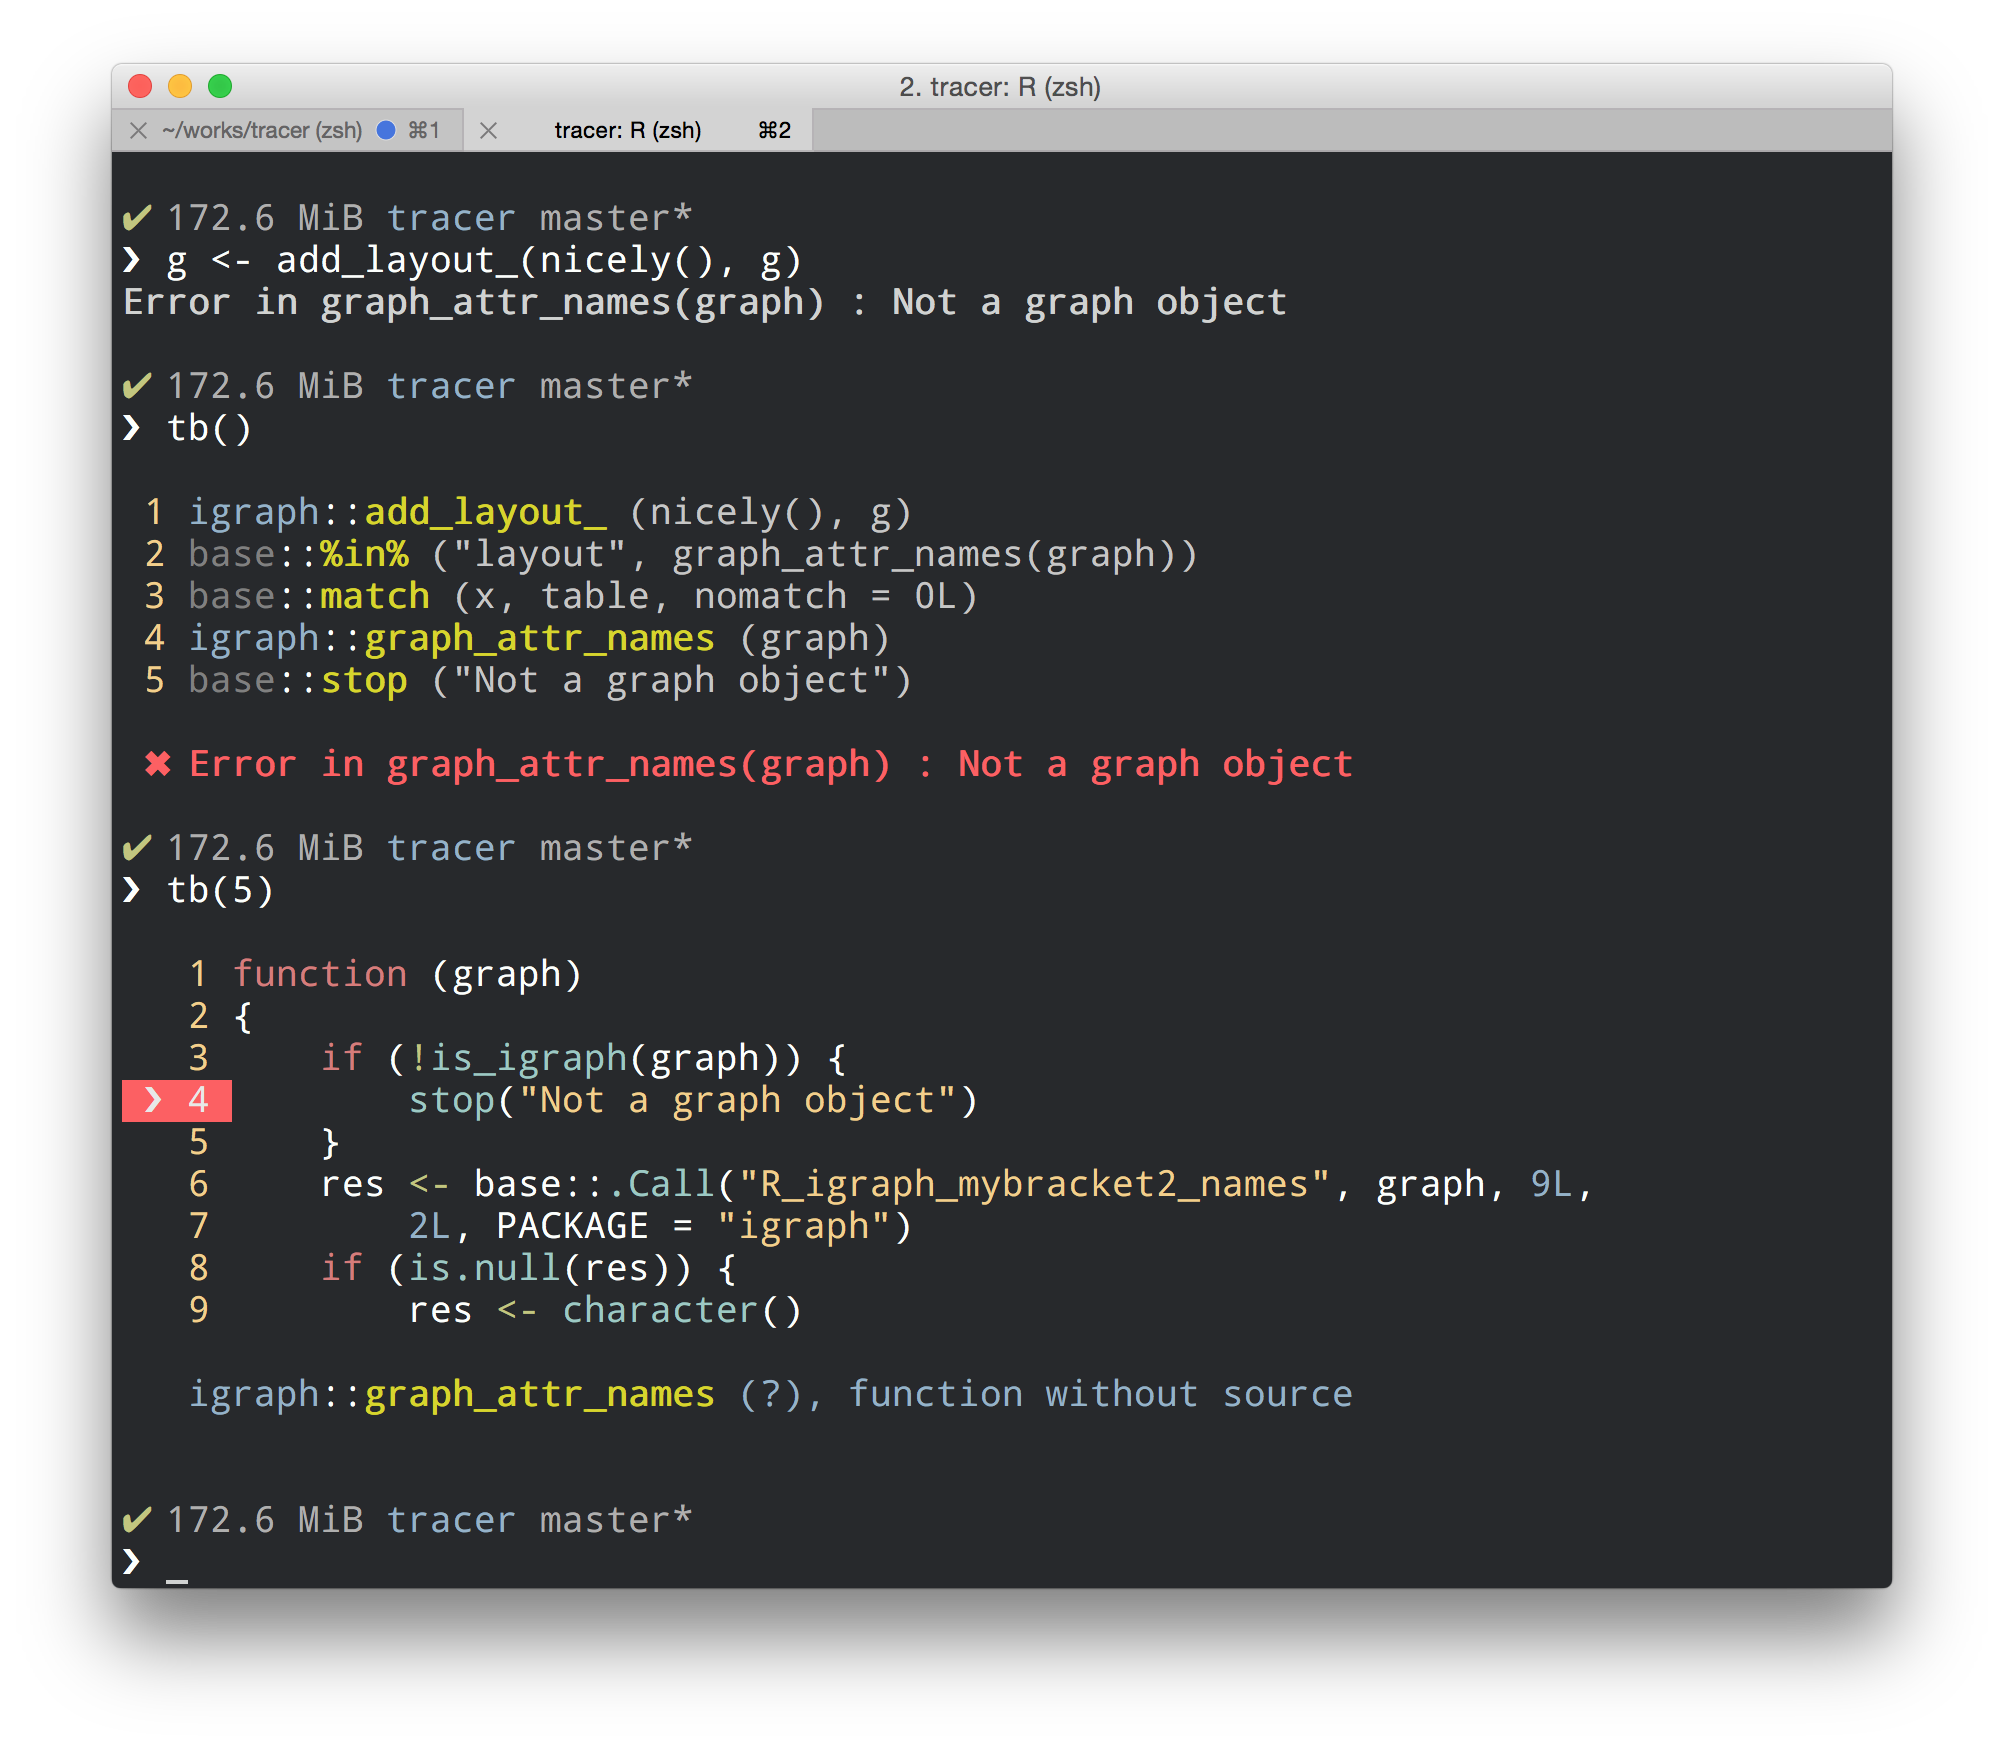 2. tracer: R (zsh)
~/works/tracer (zsh) ⌘1 tracer: R (zsh) ⌘2
✔ 172.6 MiB tracer master*
❯ g <- add_layout_(nicely(), g)
Error in graph_attr_names(graph) : Not a graph object
✔ 172.6 MiB tracer master*
❯ tb()
1 igraph::add_layout_ (nicely(), g)
2 base::%in% ("layout", graph_attr_names(graph))
3 base::match (x, table, nomatch = 0L)
4 igraph::graph_attr_names (graph)
5 base::stop ("Not a graph object")
✖ Error in graph_attr_names(graph) : Not a graph object
✔ 172.6 MiB tracer master*
❯ tb(5)
1 function (graph)
2 {
3     if (!is_igraph(graph)) {
❯ 4         stop("Not a graph object")
5     }
6     res <- base::.Call("R_igraph_mybracket2_names", graph, 9L,
7         2L, PACKAGE = "igraph")
8     if (is.null(res)) {
9         res <- character()
igraph::graph_attr_names (?), function without source
✔ 172.6 MiB tracer master*
❯ _